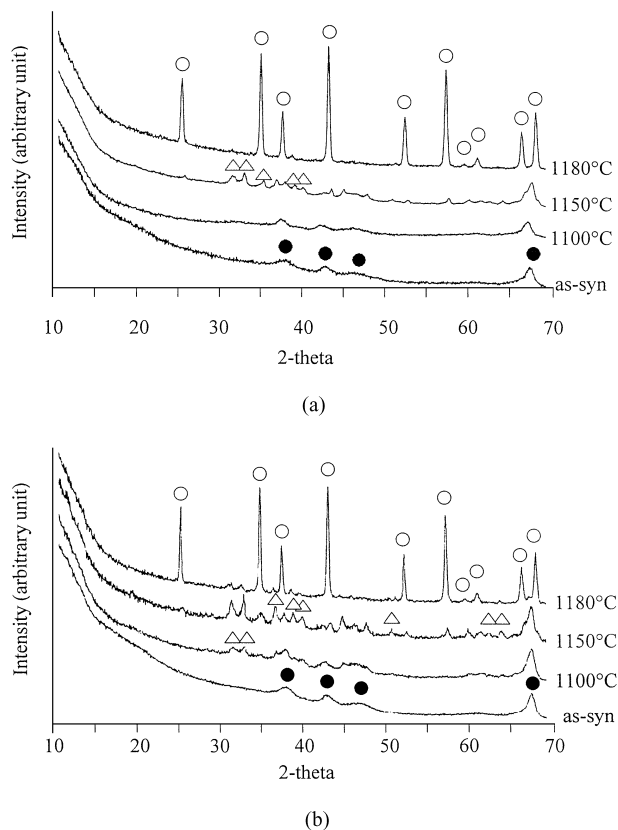 Intensity (arbitrary unit)
1180°C
1150°C
1100°C
as-syn
10 20 30 40 50 60 70
2-theta
(a)
Intensity (arbitrary unit)
1180°C
1150°C
1100°C
as-syn
10 20 30 40 50 60 70
2-theta
(b)